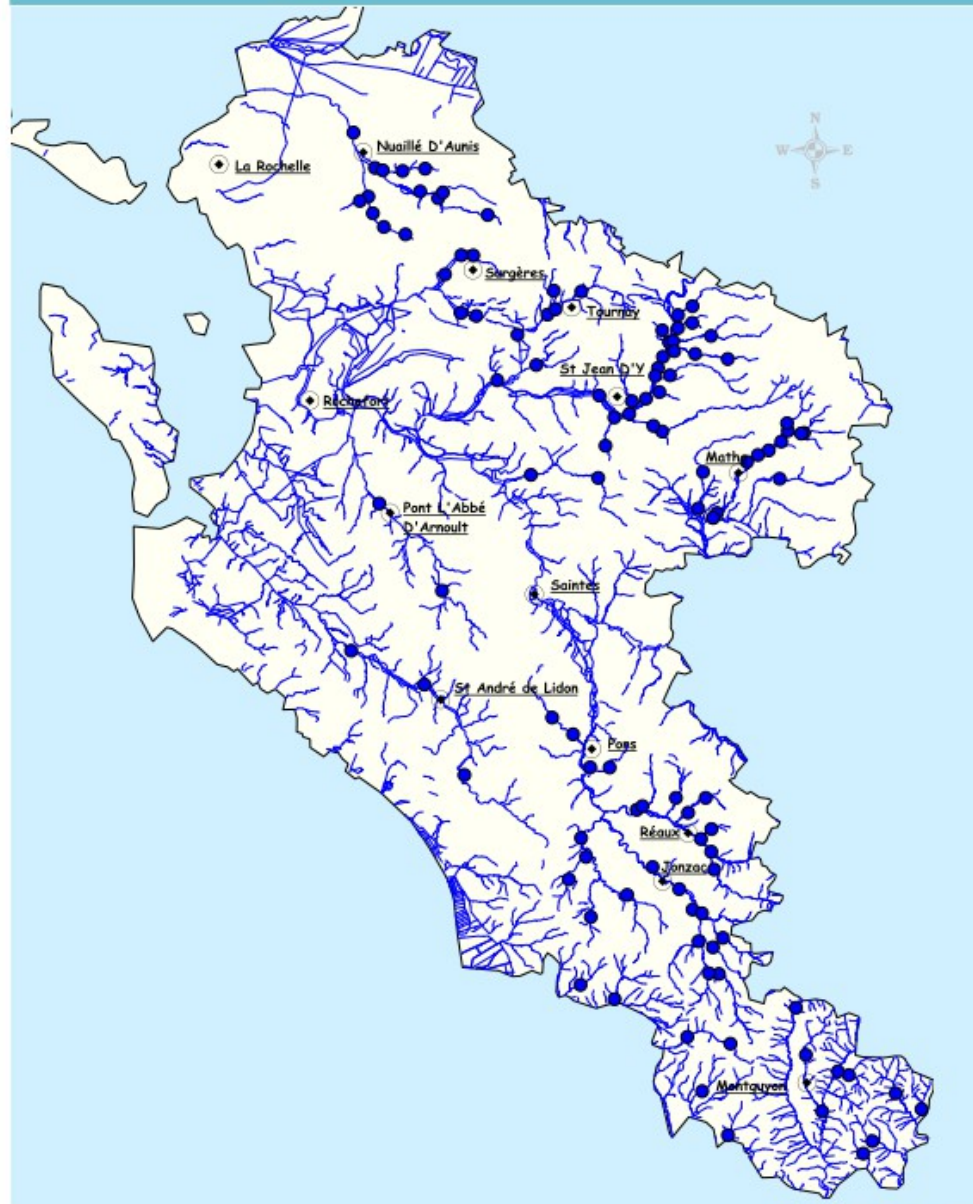 N
W E
S
Nuaillé D'Aunis
La Rochelle
Surgères
Tournay
St Jean D'Y
Rochefort
Matha
Pont L'Abbé
D'Arnoult
Saintes
St André de Lidon
Pons
Réaux
Jonzac
Montguyon